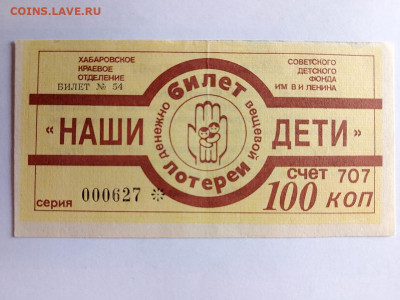 COINS.LAVE.RU
ХАБАРОВСКОЕ
КРАЕВОЕ
ОТДЕЛЕНИЕ
БИЛЕТ № 54
СОВЕТСКОГО
ДЕТСКОГО
ФОНДА
ИМ В И ЛЕНИНА
билет
денежно вещевой
лотереи
«НАШИ ДЕТИ»
счет 707
серия 000627 ※
100 коп